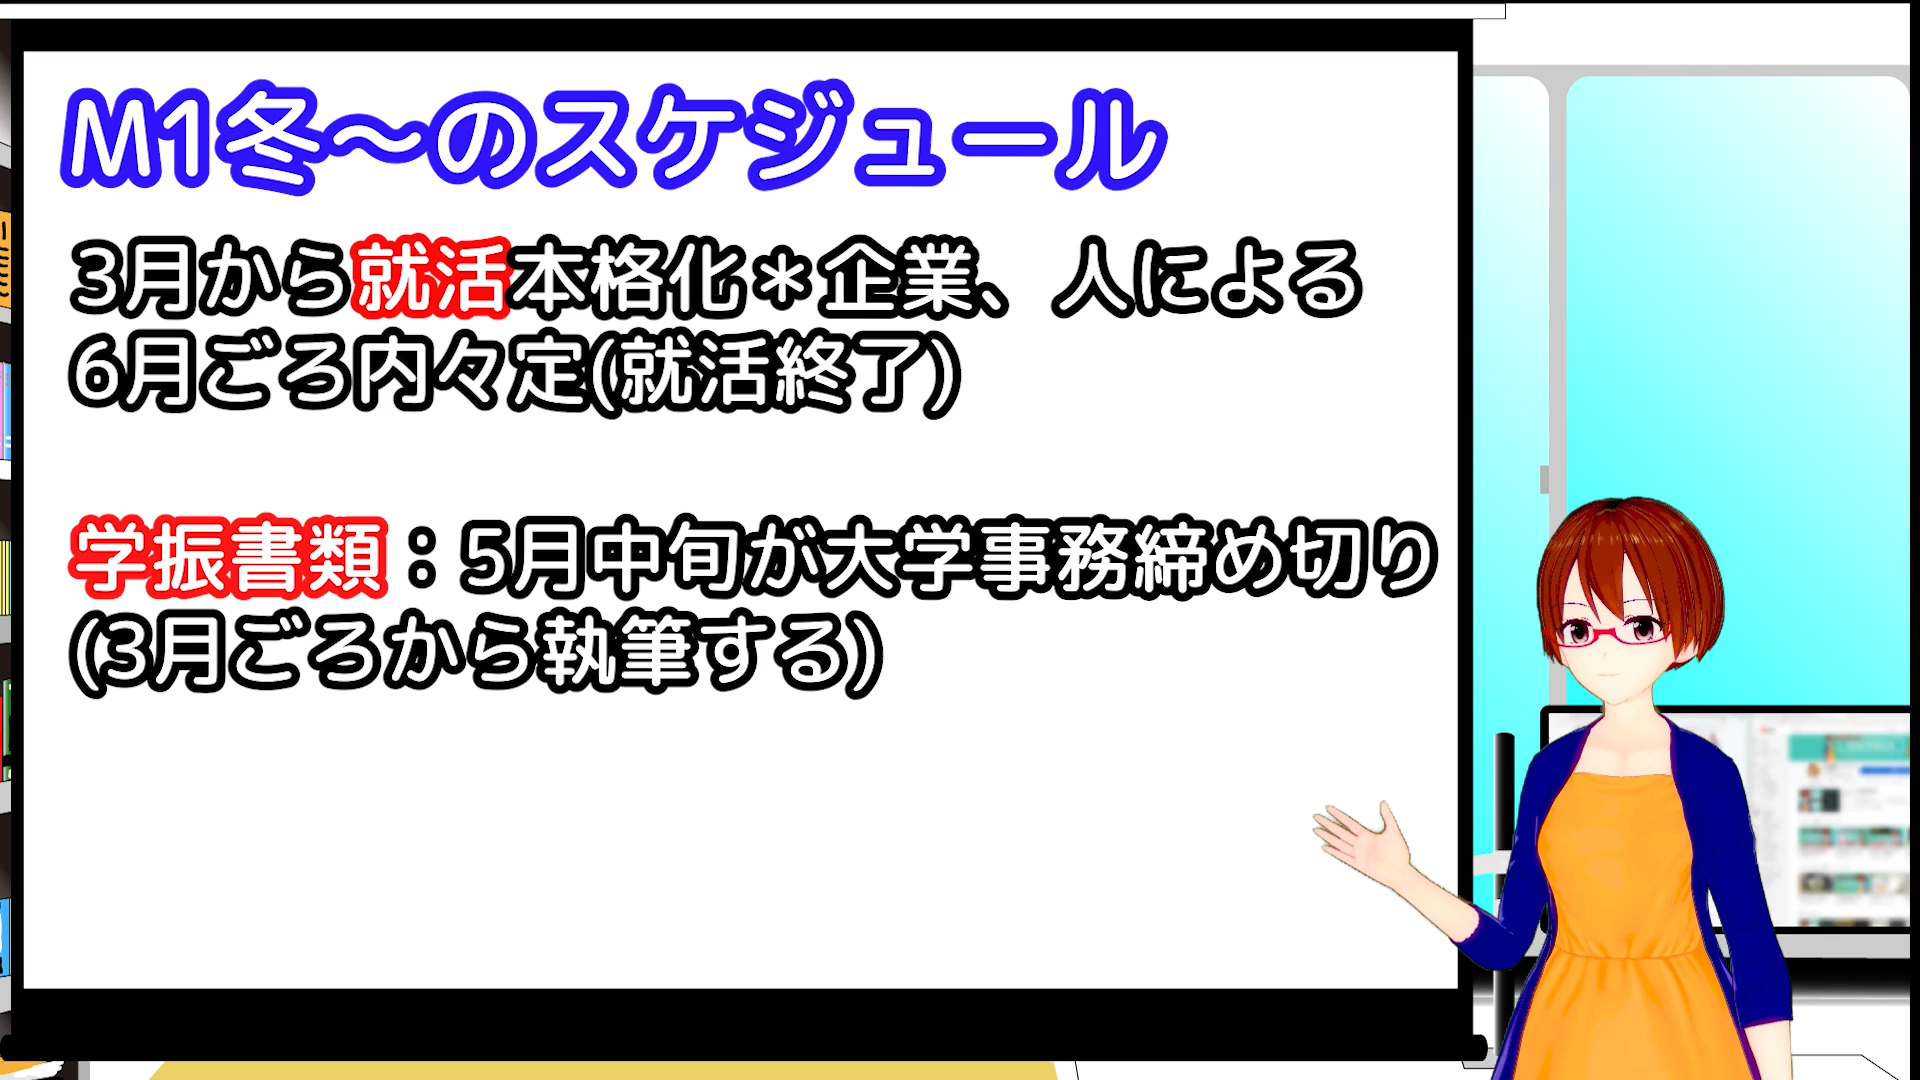 M1冬～のスケジュール
3月から就活本格化＊企業、人による
6月ごろ内々定(就活終了)
学振書類：5月中旬が大学事務締め切り
(3月ごろから執筆する)